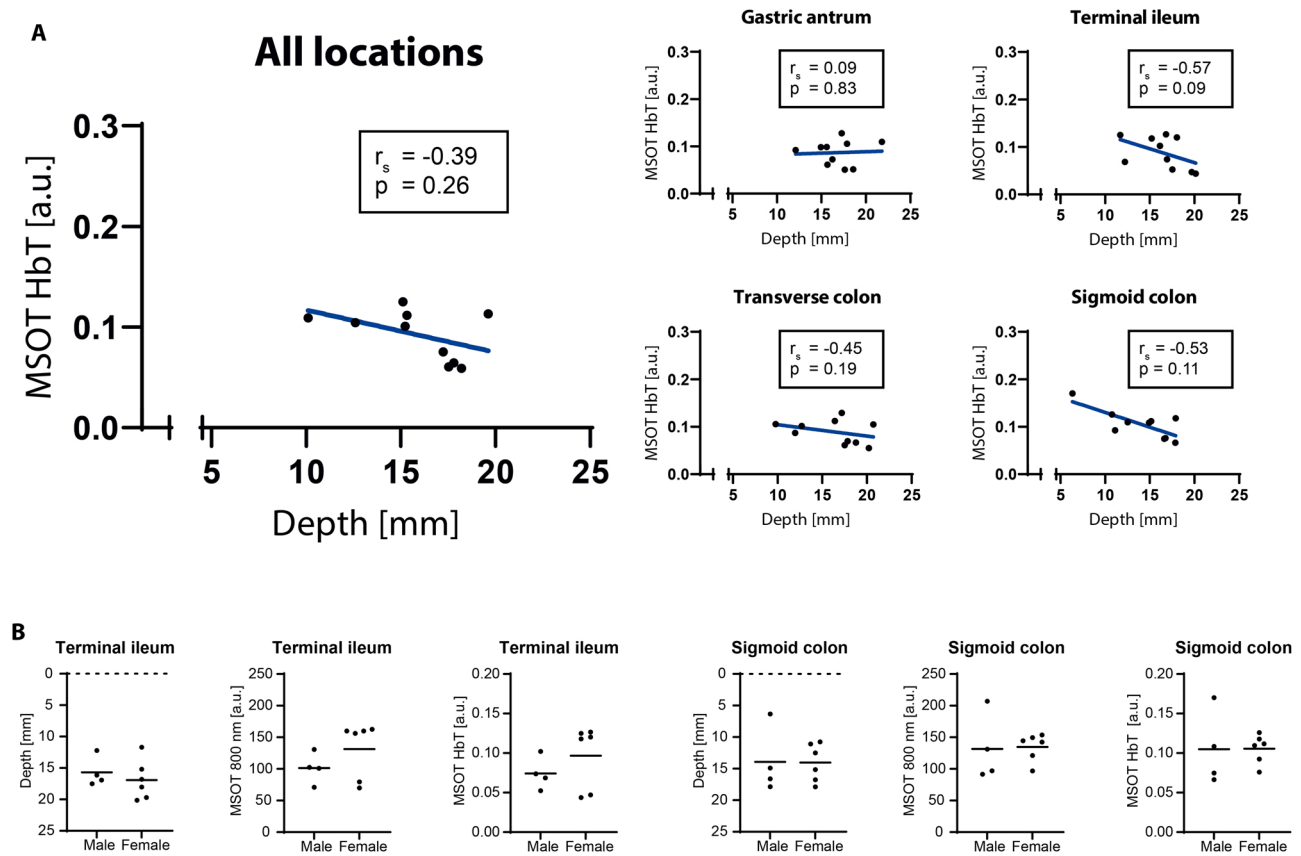 A
All locations
MSOT HbT [a.u.]
0.3
0.2
0.1
0.0
rs = -0.39
p = 0.26
5 10 15 20 25
Depth [mm]
Gastric antrum
MSOT HbT [a.u.]
0.3
0.2
0.1
0.0
rs = 0.09
p = 0.83
5 10 15 20 25
Depth [mm]
Terminal ileum
MSOT HbT [a.u.]
0.3
0.2
0.1
0.0
rs = -0.57
p = 0.09
5 10 15 20 25
Depth [mm]
Transverse colon
MSOT HbT [a.u.]
0.3
0.2
0.1
0.0
rs = -0.45
p = 0.19
5 10 15 20 25
Depth [mm]
Sigmoid colon
MSOT HbT [a.u.]
0.3
0.2
0.1
0.0
rs = -0.53
p = 0.11
5 10 15 20 25
Depth [mm]
B
Terminal ileum
Depth [mm]
0
5
10
15
20
25
Male Female
Terminal ileum
MSOT 800 nm [a.u.]
250
200
150
100
50
0
Male Female
Terminal ileum
MSOT HbT [a.u.]
0.20
0.15
0.10
0.05
0.00
Male Female
Sigmoid colon
Depth [mm]
0
5
10
15
20
25
Male Female
Sigmoid colon
MSOT 800 nm [a.u.]
250
200
150
100
50
0
Male Female
Sigmoid colon
MSOT HbT [a.u.]
0.20
0.15
0.10
0.05
0.00
Male Female